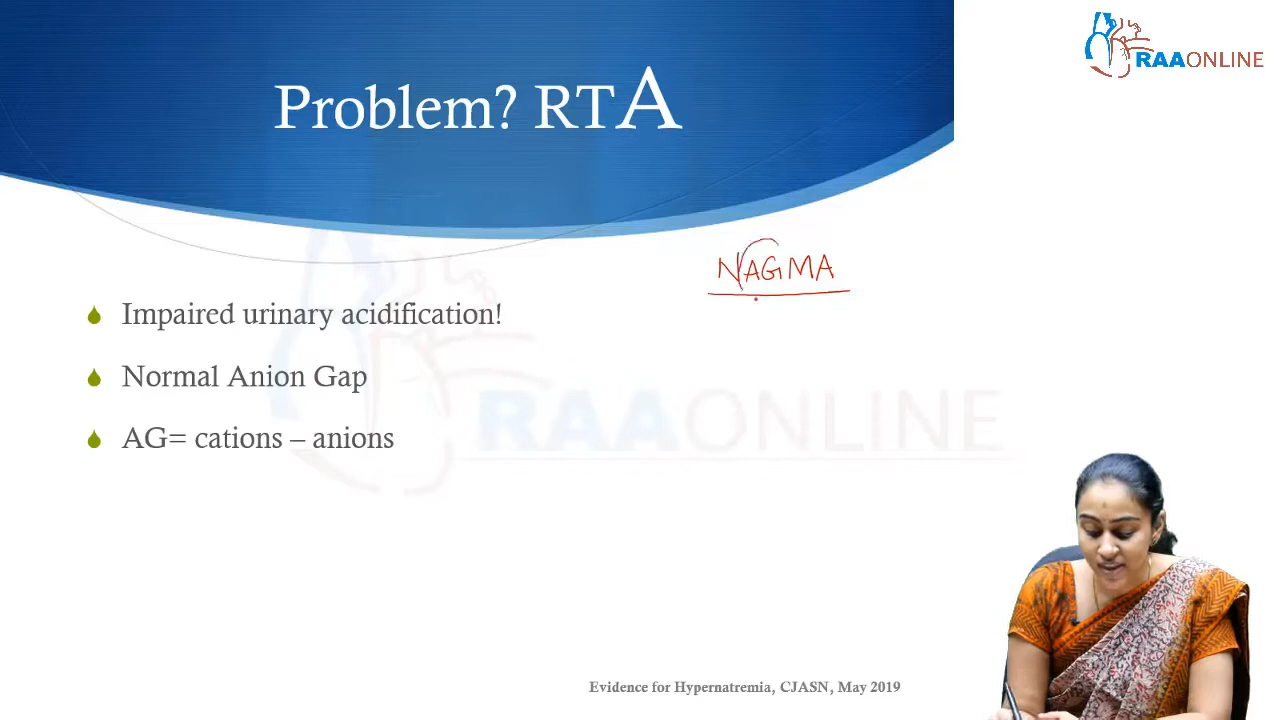 RAAONLINE
Problem? RTA
NAGMA
Impaired urinary acidification!
Normal Anion Gap
AG= cations – anions
RAAONLINE
Evidence for Hypernatremia, CJASN, May 2019